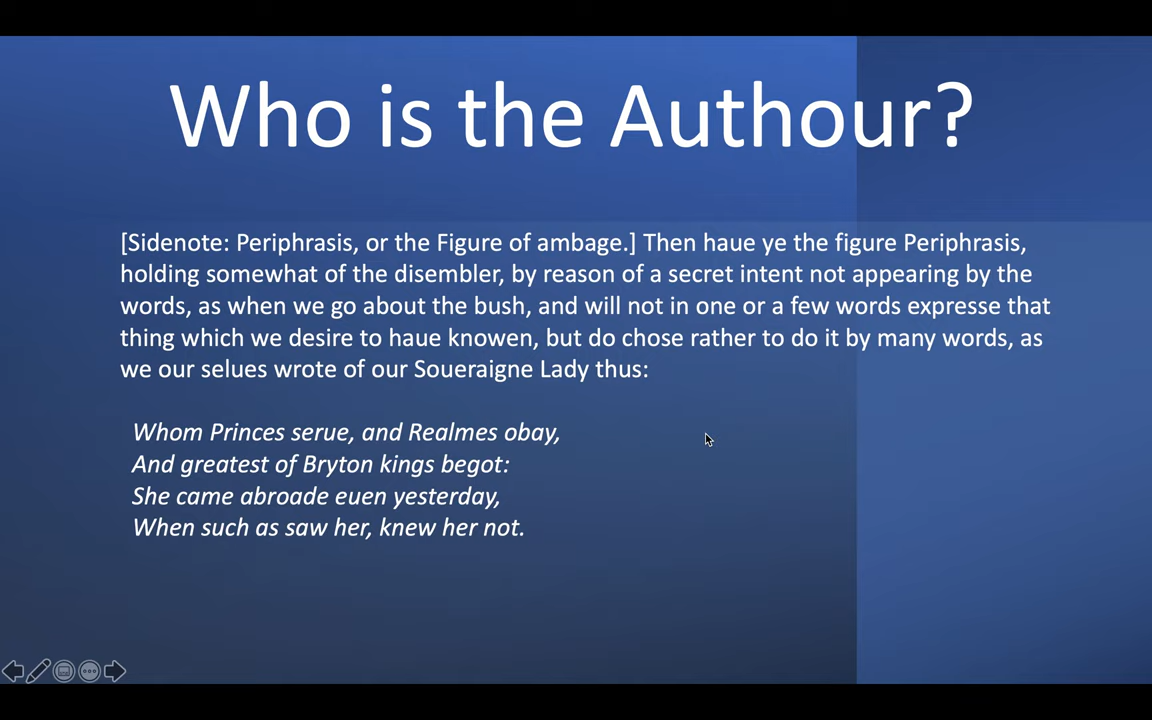 Who is the Authour?
[Sidenote: Periphrasis, or the Figure of ambage.] Then haue ye the figure Periphrasis,
holding somewhat of the disembler, by reason of a secret intent not appearing by the
words, as when we go about the bush, and will not in one or a few words expresse that
thing which we desire to haue knowen, but do chose rather to do it by many words, as
we our selues wrote of our Soueraigne Lady thus:
Whom Princes serue, and Realmes obay,
And greatest of Bryton kings begot:
She came abroade euen yesterday,
When such as saw her, knew her not.